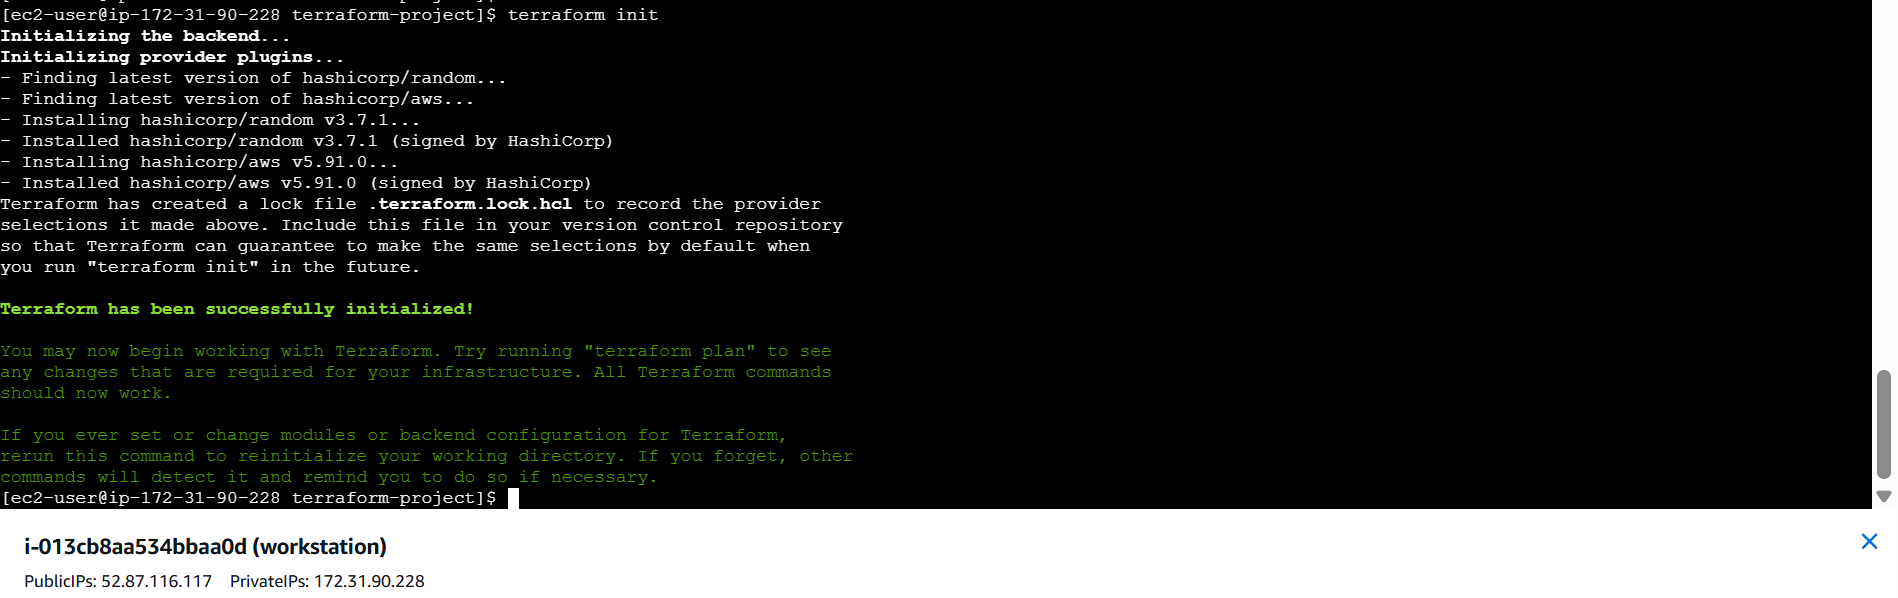 [ec2-user@ip-172-31-90-228 terraform-project]$ terraform init
Initializing the backend...
Initializing provider plugins...
- Finding latest version of hashicorp/random...
- Finding latest version of hashicorp/aws...
- Installing hashicorp/random v3.7.1...
- Installed hashicorp/random v3.7.1 (signed by HashiCorp)
- Installing hashicorp/aws v5.91.0...
- Installed hashicorp/aws v5.91.0 (signed by HashiCorp)
Terraform has created a lock file .terraform.lock.hcl to record the provider
selections it made above. Include this file in your version control repository
so that Terraform can guarantee to make the same selections by default when
you run "terraform init" in the future.
Terraform has been successfully initialized!
You may now begin working with Terraform. Try running "terraform plan" to see
any changes that are required for your infrastructure. All Terraform commands
should now work.
If you ever set or change modules or backend configuration for Terraform,
rerun this command to reinitialize your working directory. If you forget, other
commands will detect it and remind you to do so if necessary.
[ec2-user@ip-172-31-90-228 terraform-project]$
i-013cb8aa534bbaa0d (workstation)
PublicIPs: 52.87.116.117 PrivateIPs: 172.31.90.228